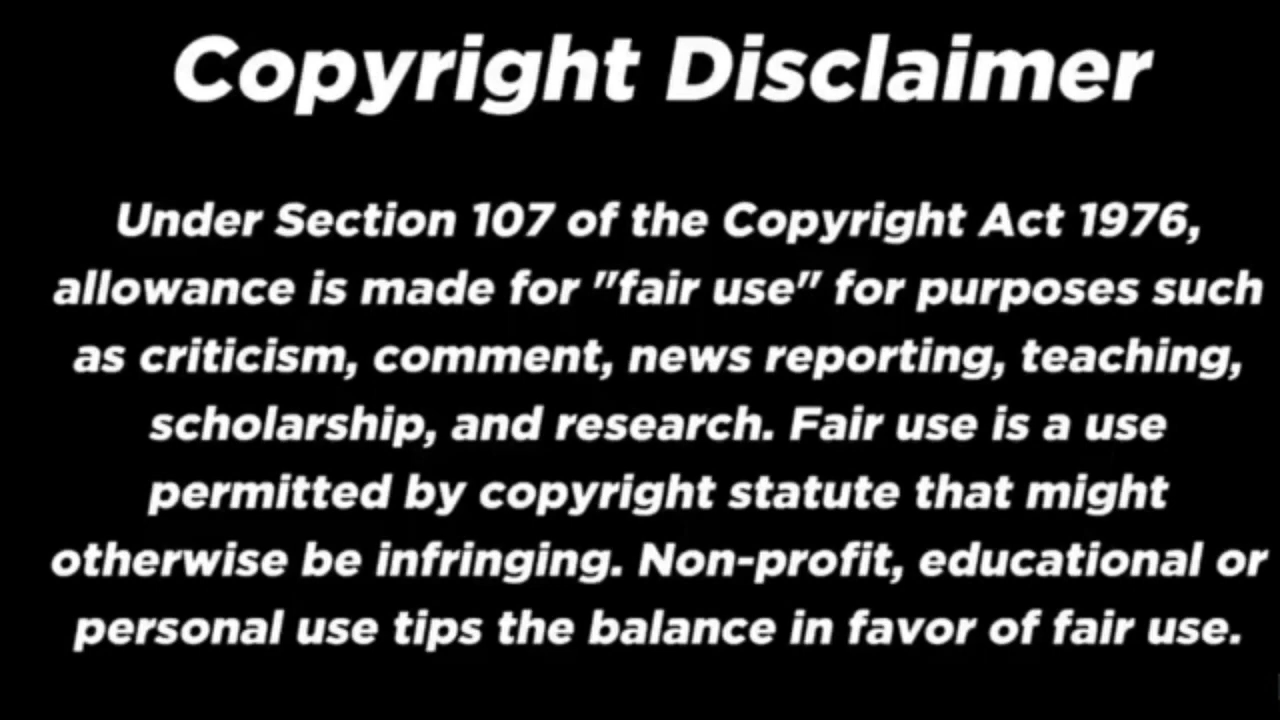 Copyright Disclaimer
Under Section 107 of the Copyright Act 1976,
allowance is made for "fair use" for purposes such
as criticism, comment, news reporting, teaching,
scholarship, and research. Fair use is a use
permitted by copyright statute that might
otherwise be infringing. Non-profit, educational or
personal use tips the balance in favor of fair use.